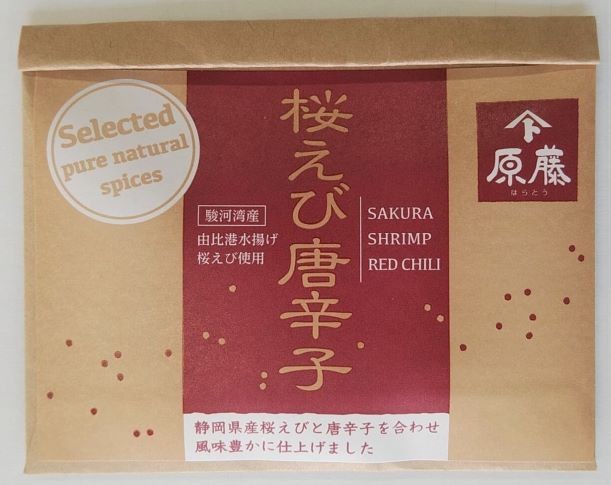 Selected
pure natural
spices
桜えび唐辛子
駿河湾産
由比港水揚げ
桜えび使用
SAKURA
SHRIMP
RED CHILI
原藤
はらとう
静岡県産桜えびと唐辛子を合わせ
風味豊かに仕上げました